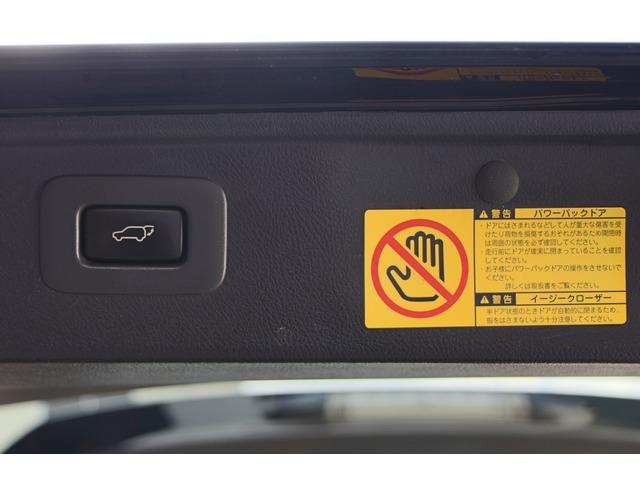 警告 パワーバックドア
・ドアにはさまれるなどして人が重大な傷害を受
けたり荷物を損傷するおそれがあるため開閉時
は周囲の状態を必ず確認してください。
・走行前にドアが確実に閉まっていることを確認
してください。
・お子様にパワーバックドアの操作をさせないで
ください。
詳しくは取扱書をご覧ください。
警告 イージークローザー
半ドア状態のときドアが自動的に閉まるため、
指をはさまないよう十分注意してください。